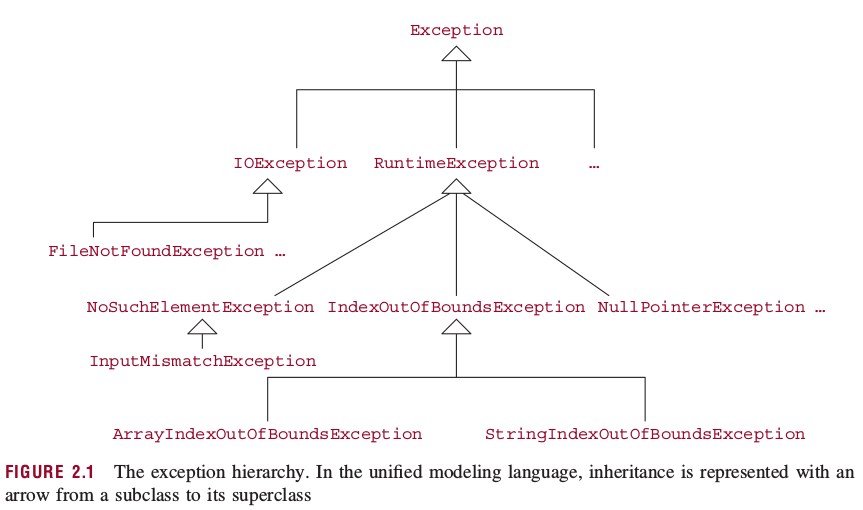 Exception
IOException RuntimeException …
FileNotFoundException …
NoSuchElementException IndexOutOfBoundsException NullPointerException …
InputMismatchException
ArrayIndexOutOfBoundsException StringIndexOutOfBoundsException
FIGURE 2.1 The exception hierarchy. In the unified modeling language, inheritance is represented with an
arrow from a subclass to its superclass